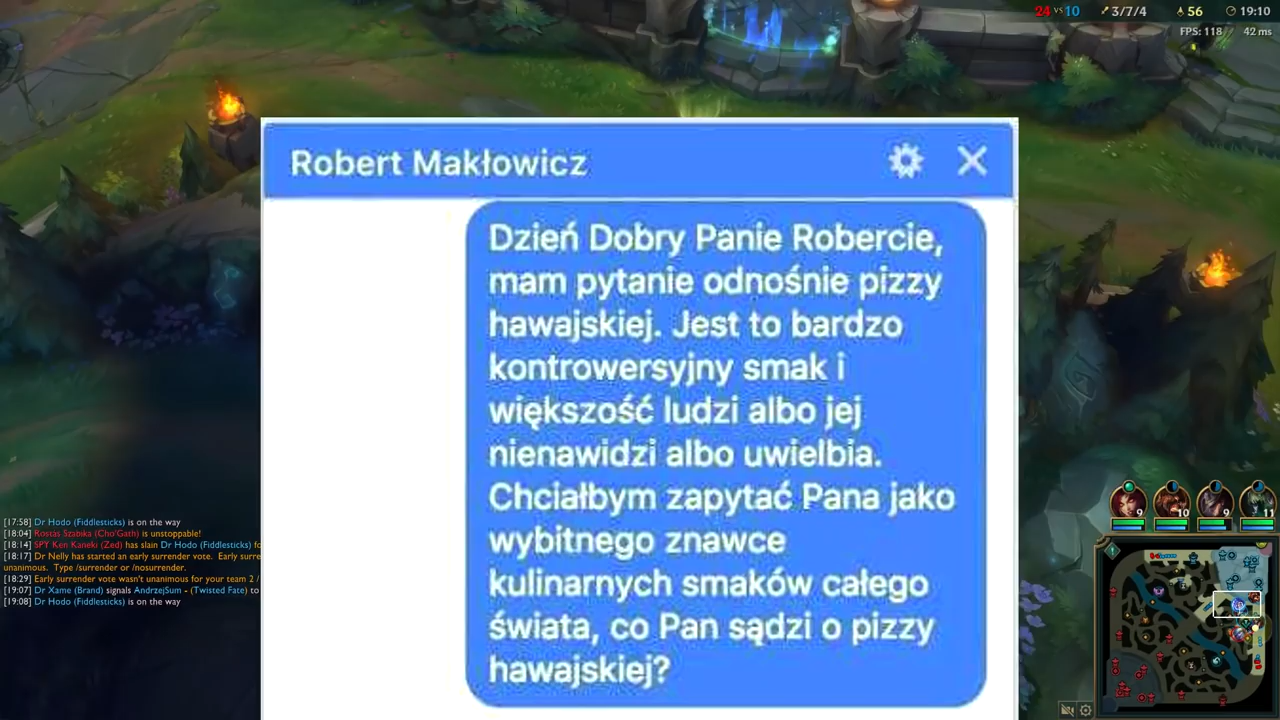 24 vs 10 3/7/4 56 19:10
FPS: 118 42 ms
Robert Makłowicz
Dzień Dobry Panie Robercie,
mam pytanie odnośnie pizzy
hawajskiej. Jest to bardzo
kontrowersyjny smak i
większość ludzi albo jej
nienawidzi albo uwielbia.
Chciałbym zapytać Pana jako
wybitnego znawce
kulinarnych smaków całego
świata, co Pan sądzi o pizzy
hawajskiej?
[17:58] Dr Hodo (Fiddlesticks) is on the way
[18:04] Kostas Szabika (Cho'Gath) is unstoppable!
[18:14] SPY Ken Kaneki (Zed) has slain Dr Hodo (Fiddlesticks) fo
[18:17] Dr Nelly has started an early surrender vote. Early surre
unanimous. Type /surrender or /nosurrender.
[18:29] Early surrender vote wasn't unanimous for your team 2 /
[19:07] Dr Xame (Brand) signals AndrzejSum - (Twisted Fate) to
[19:08] Dr Hodo (Fiddlesticks) is on the way
9 10 9 11